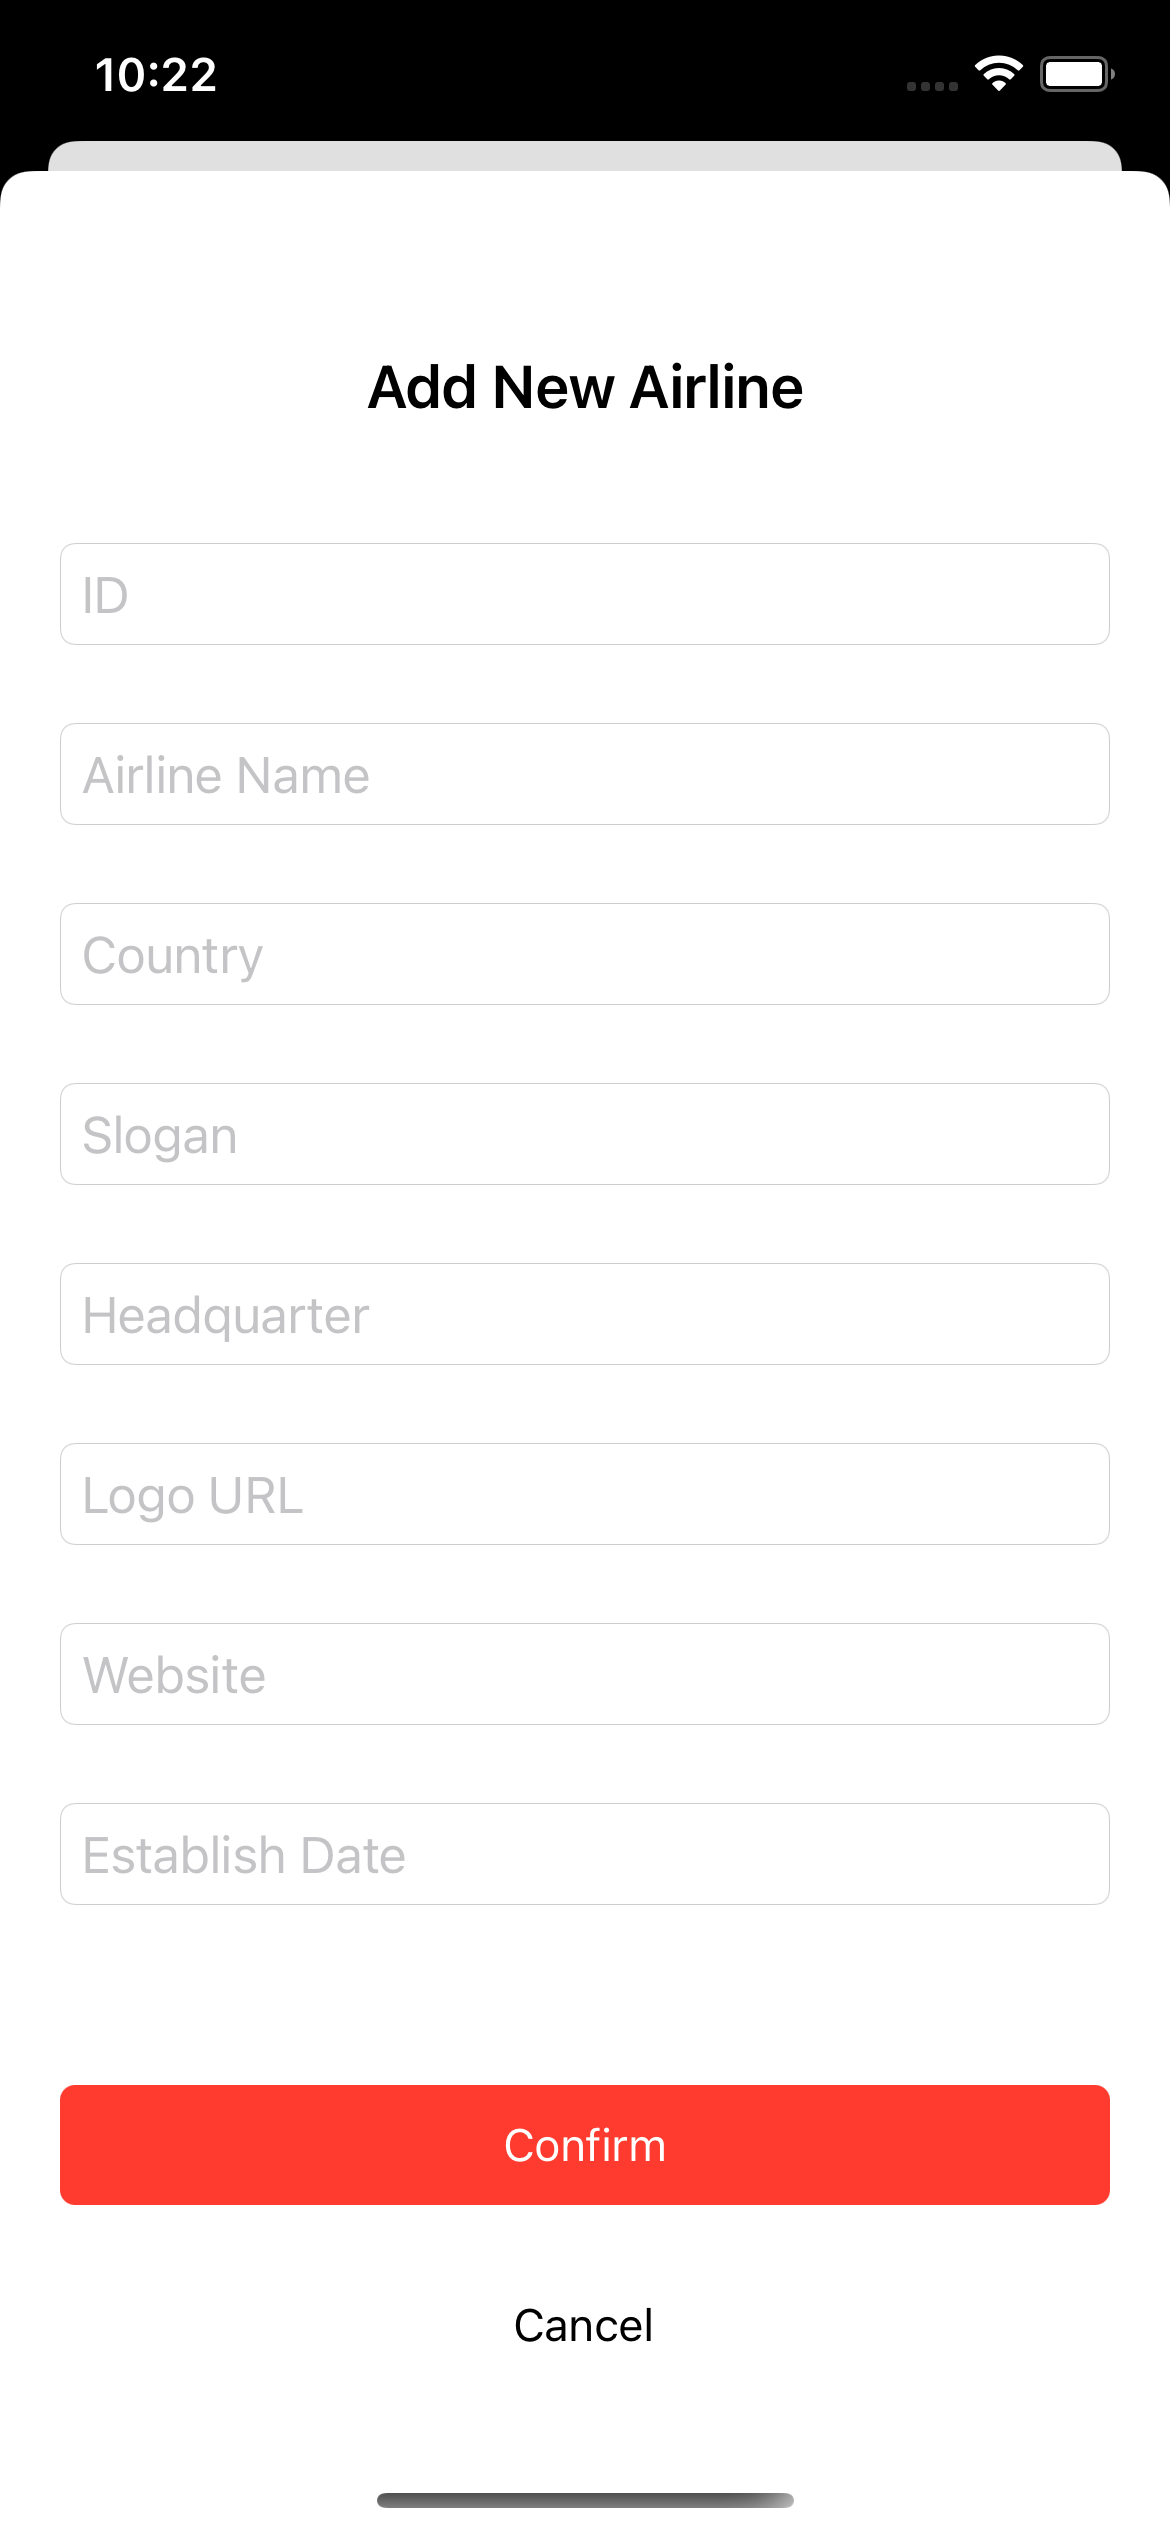 10:22
Add New Airline
ID
Airline Name
Country
Slogan
Headquarter
Logo URL
Website
Establish Date
Confirm
Cancel